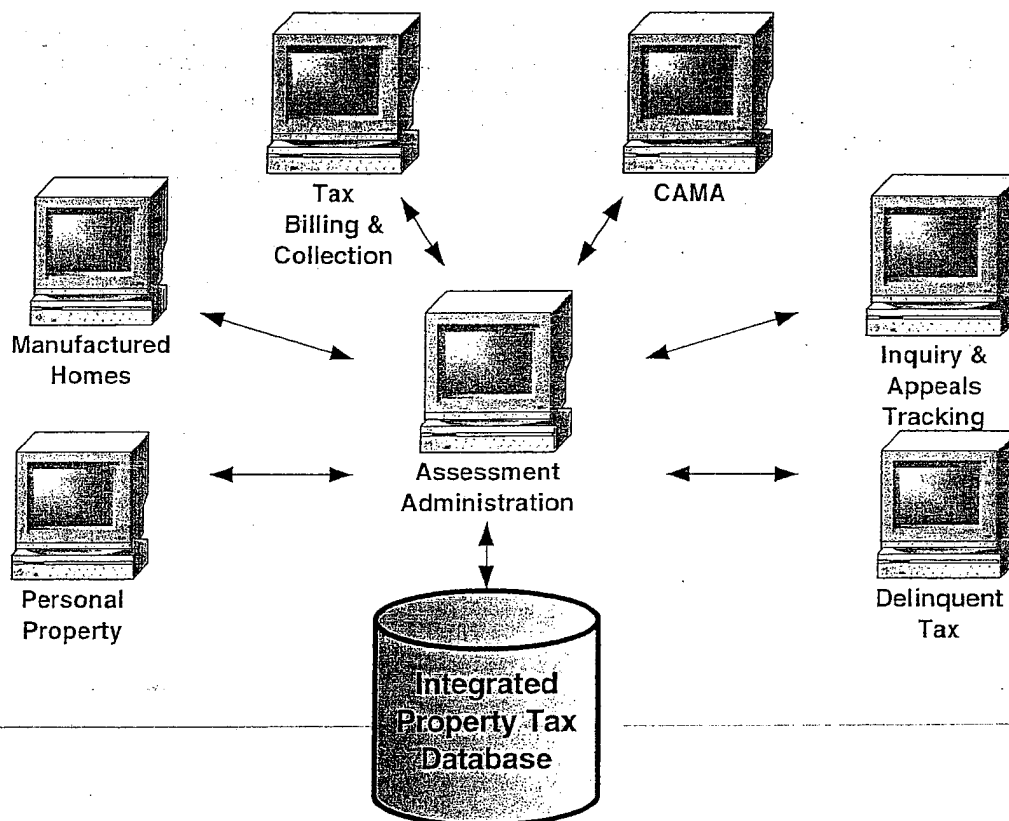 Tax
Billing &
Collection
CAMA
Manufactured
Homes
Inquiry &
Appeals
Tracking
Assessment
Administration
Personal
Property
Delinquent
Tax
Integrated
Property Tax
Database